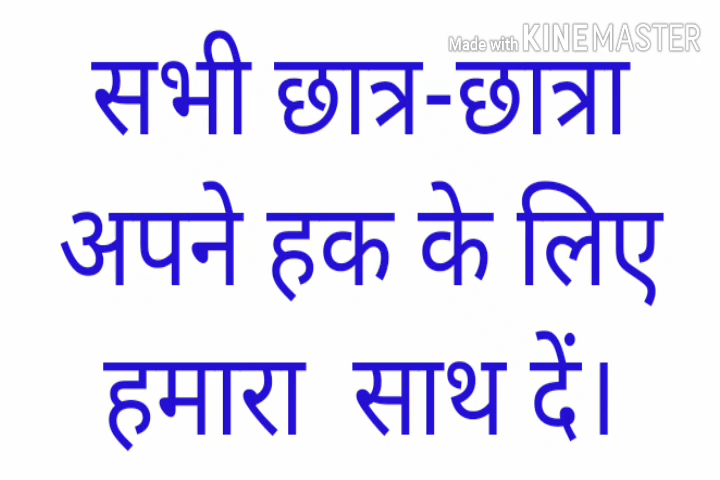 Made with KINEMASTER
सभी छात्र-छात्रा
अपने हक के लिए
हमारा साथ दें।